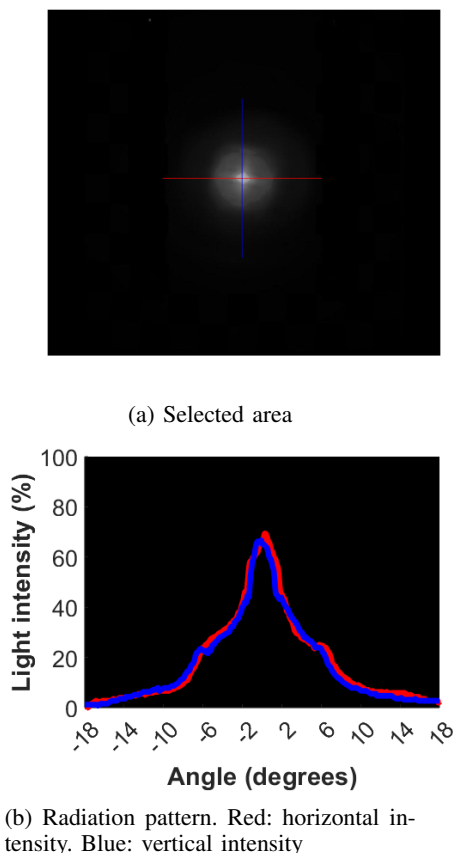 (a) Selected area
100
80
60
40
20
0
Light intensity (%)
-18 -14 -10 -6 -2 2 6 10 14 18
Angle (degrees)
(b) Radiation pattern. Red: horizontal in-
tensity. Blue: vertical intensity